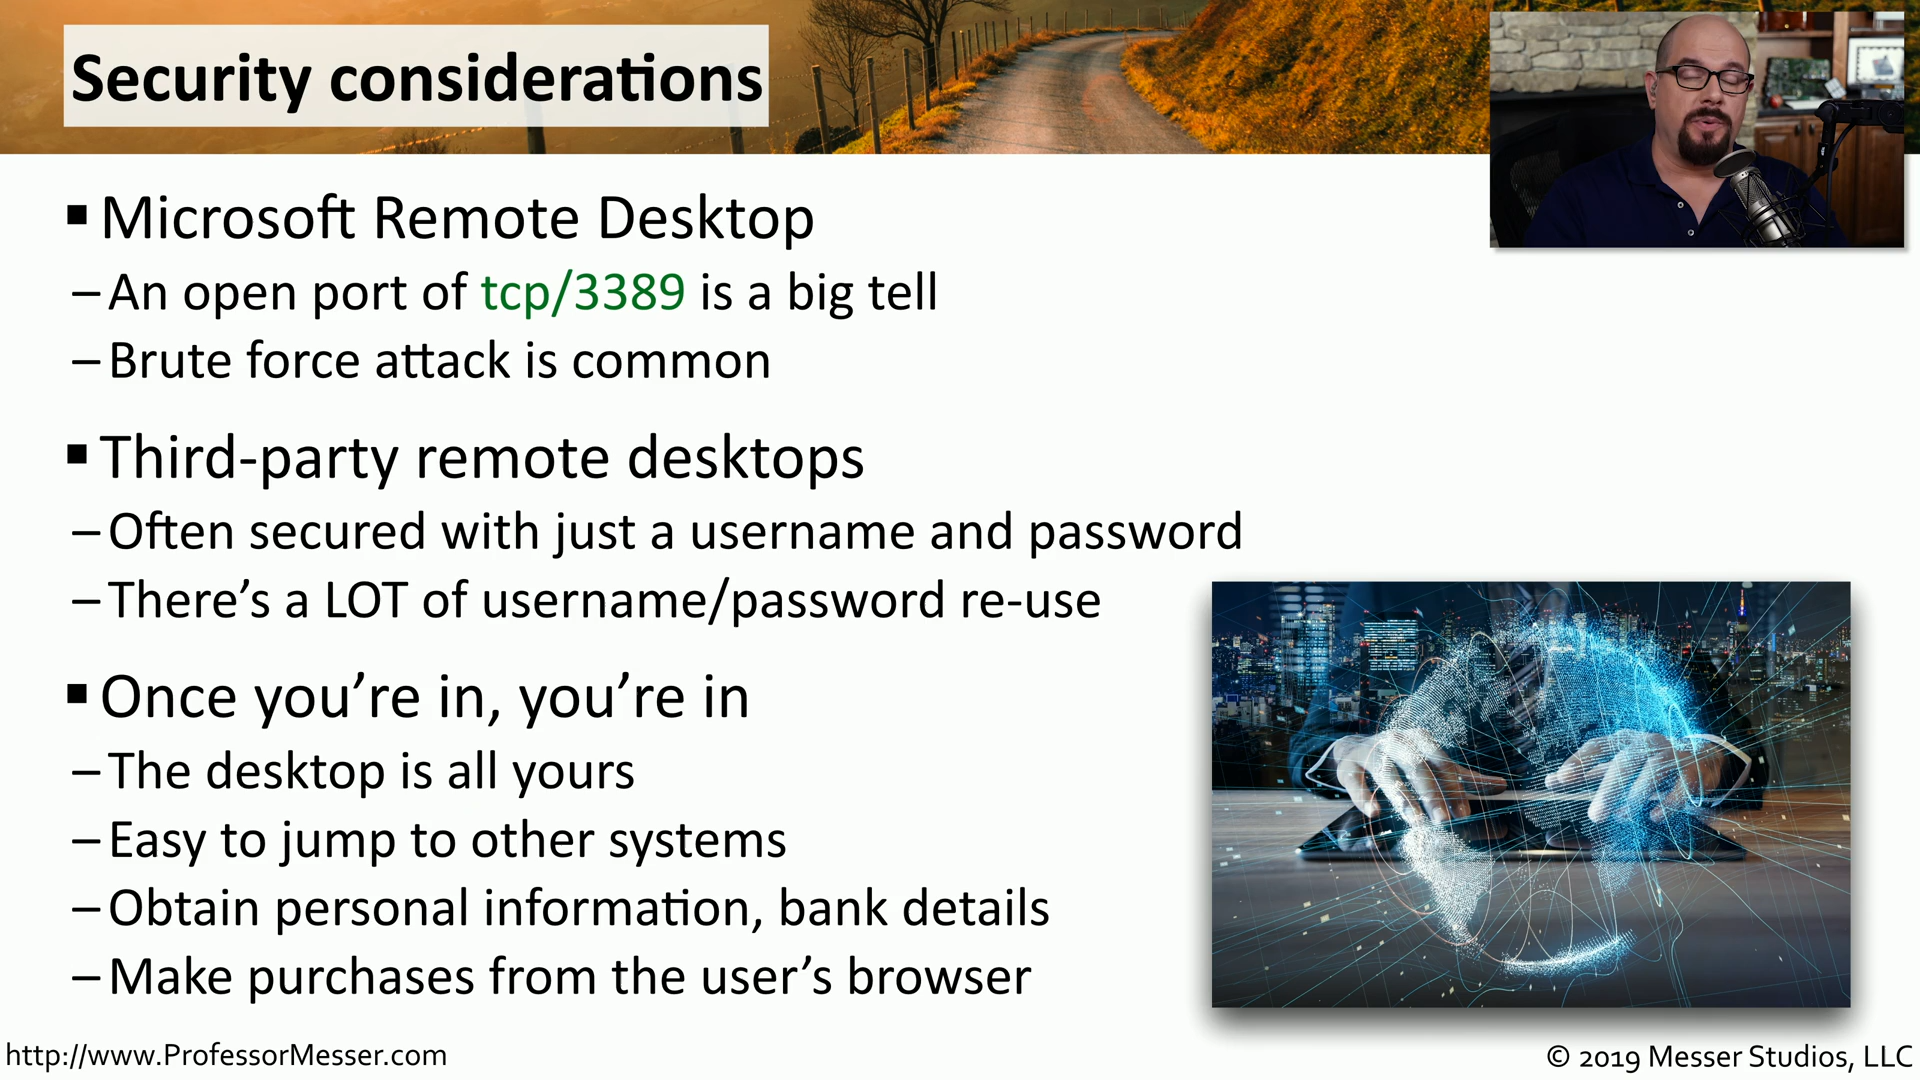 Security considerations
▪ Microsoft Remote Desktop
– An open port of tcp/3389 is a big tell
– Brute force attack is common
▪ Third-party remote desktops
– Often secured with just a username and password
– There’s a LOT of username/password re-use
▪ Once you’re in, you’re in
– The desktop is all yours
– Easy to jump to other systems
– Obtain personal information, bank details
– Make purchases from the user’s browser
http://www.ProfessorMesser.com
© 2019 Messer Studios, LLC